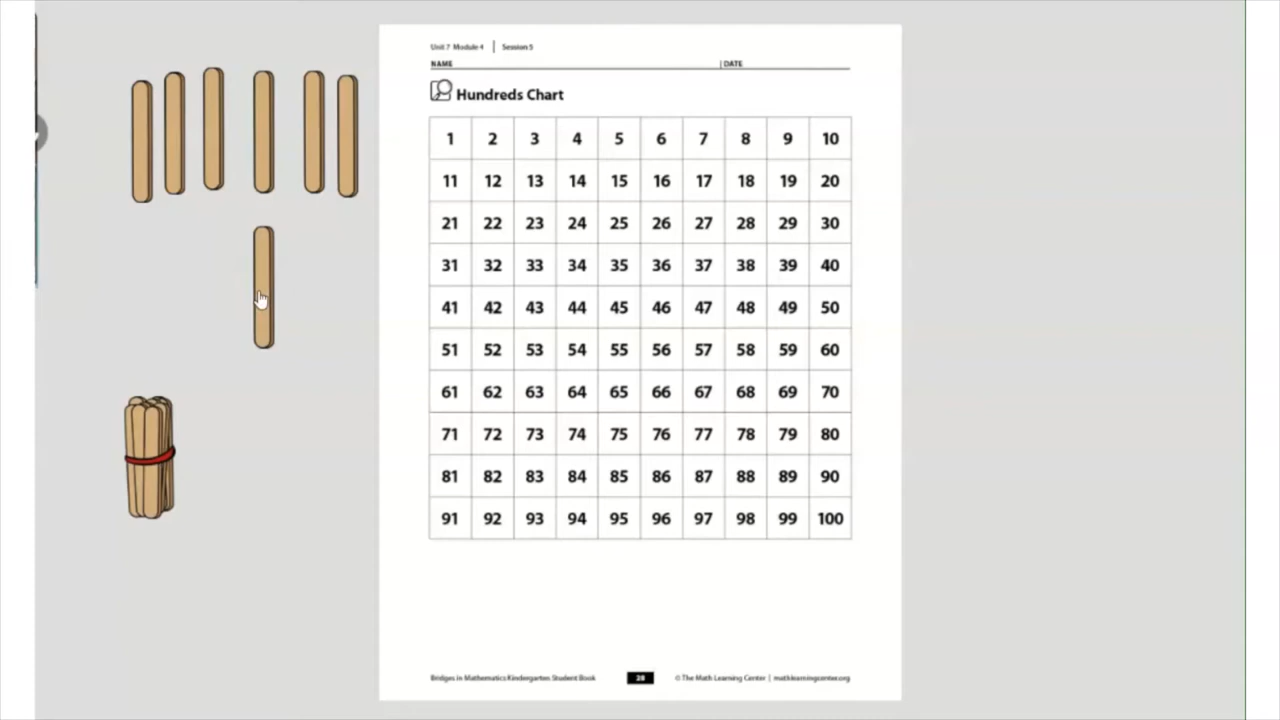 Unit 7 Module 4 | Session 5
NAME | DATE
Hundreds Chart
1 2 3 4 5 6 7 8 9 10
11 12 13 14 15 16 17 18 19 20
21 22 23 24 25 26 27 28 29 30
31 32 33 34 35 36 37 38 39 40
41 42 43 44 45 46 47 48 49 50
51 52 53 54 55 56 57 58 59 60
61 62 63 64 65 66 67 68 69 70
71 72 73 74 75 76 77 78 79 80
81 82 83 84 85 86 87 88 89 90
91 92 93 94 95 96 97 98 99 100
Bridges in Mathematics Kindergarten Student Book 28 © The Math Learning Center | mathlearningcenter.org